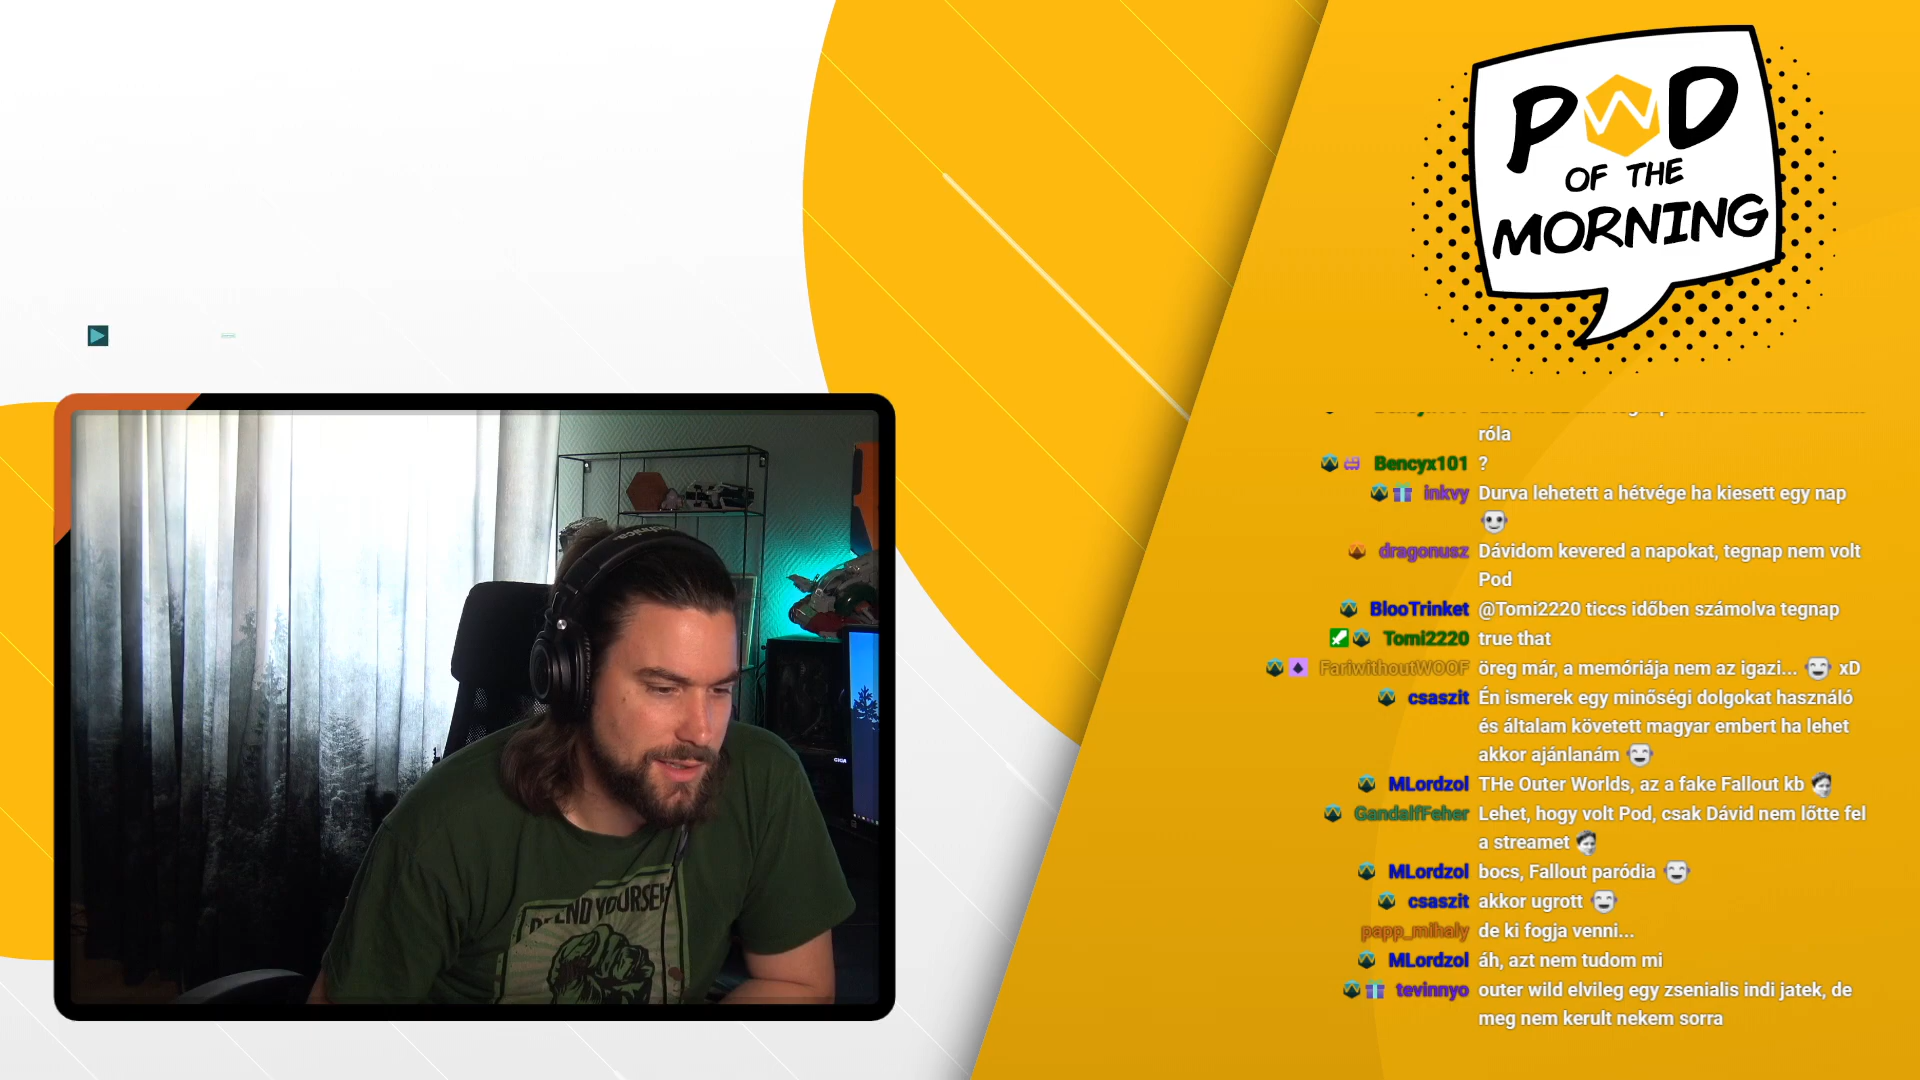 POD
OF THE
MORNING
róla
Bencyx101 ?
inkvy Durva lehetett a hétvége ha kiesett egy nap
dragonusz Dávidom kevered a napokat, tegnap nem volt
Pod
BlooTrinket @Tomi2220 ticcs időben számolva tegnap
Tomi2220 true that
FariwithoutWOOF öreg már, a memóriája nem az igazi... xD
csaszit Én ismerek egy minőségi dolgokat használó
és általam követett magyar embert ha lehet
akkor ajánlanám
MLordzol THe Outer Worlds, az a fake Fallout kb
GandalfFeher Lehet, hogy volt Pod, csak Dávid nem lőtte fel
a streamet
MLordzol bocs, Fallout paródia
csaszit akkor ugrott
papp_mihaly de ki fogja venni...
MLordzol áh, azt nem tudom mi
tevinnyo outer wild elvileg egy zsenialis indi jatek, de
meg nem kerult nekem sorra
GIGA
YOURSELF